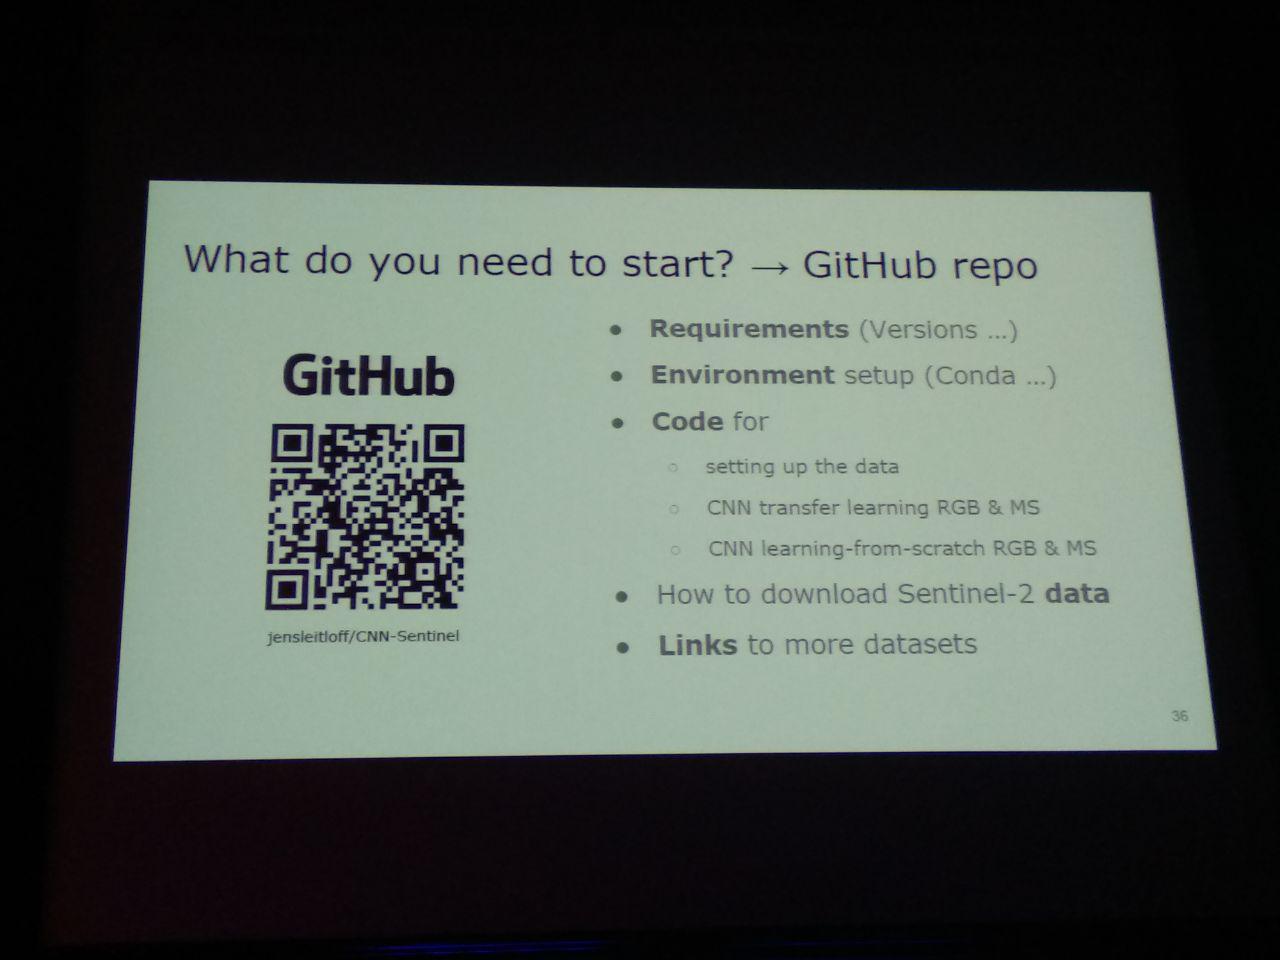 What do you need to start? → GitHub repo
GitHub
jensleitloff/CNN-Sentinel
● Requirements (Versions ...)
● Environment setup (Conda ...)
● Code for
○ setting up the data
○ CNN transfer learning RGB & MS
○ CNN learning-from-scratch RGB & MS
● How to download Sentinel-2 data
● Links to more datasets
36